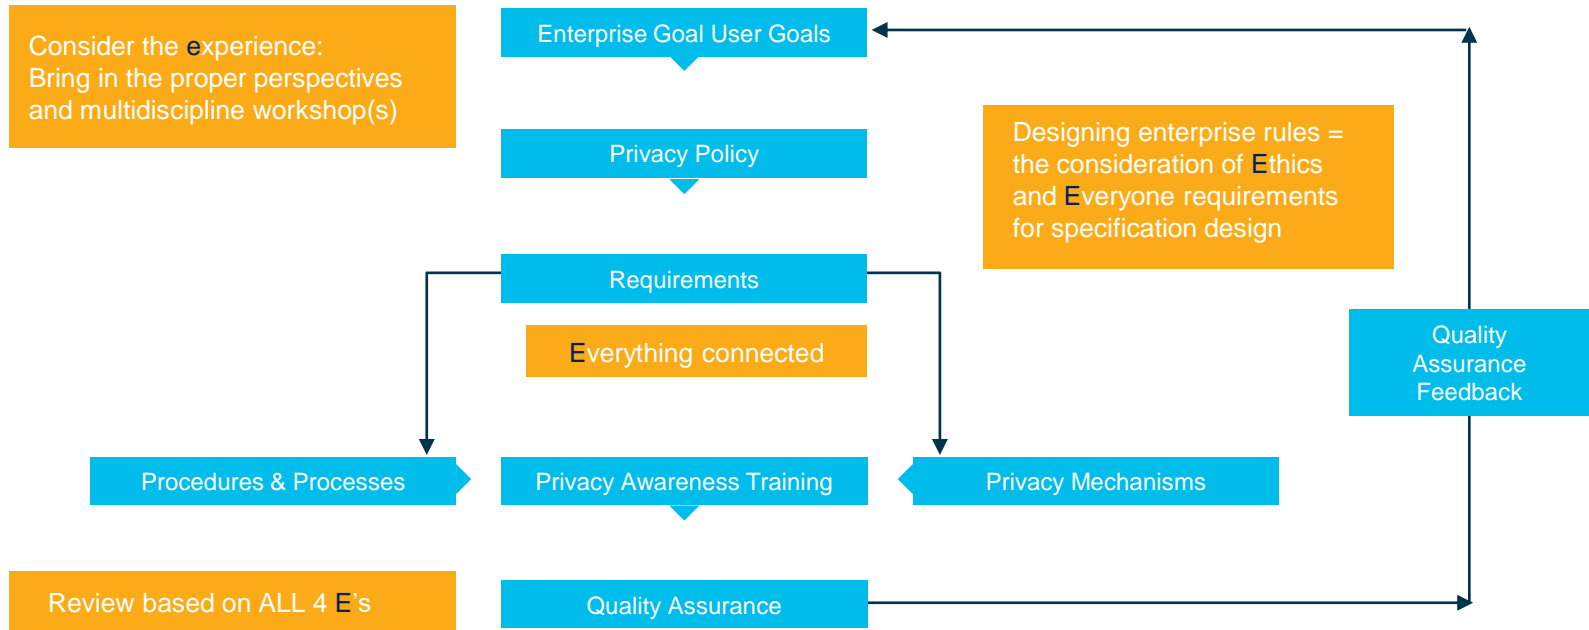 Consider the experience:
Bring in the proper perspectives
and multidiscipline workshop(s)
Enterprise Goal User Goals
Privacy Policy
Designing enterprise rules =
the consideration of Ethics
and Everyone requirements
for specification design
Requirements
Everything connected
Quality
Assurance
Feedback
Procedures & Processes
Privacy Awareness Training
Privacy Mechanisms
Review based on ALL 4 E's
Quality Assurance